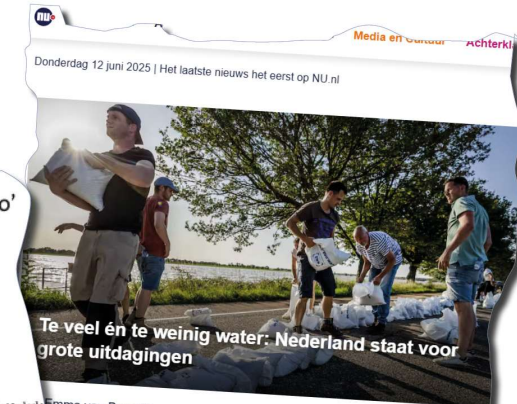 nu
Media en Cultuur
Donderdag 12 juni 2025 | Het laatste nieuws het eerst op NU.nl
Te veel én te weinig water: Nederland staat voor
grote uitdagingen